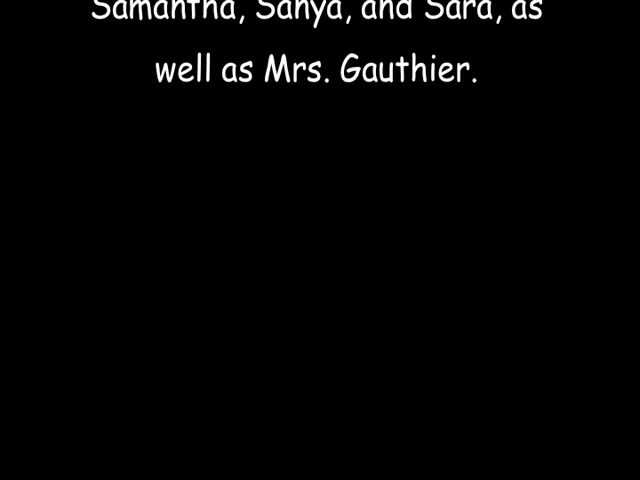 Samantha, Sanya, and Sara, as
well as Mrs. Gauthier.